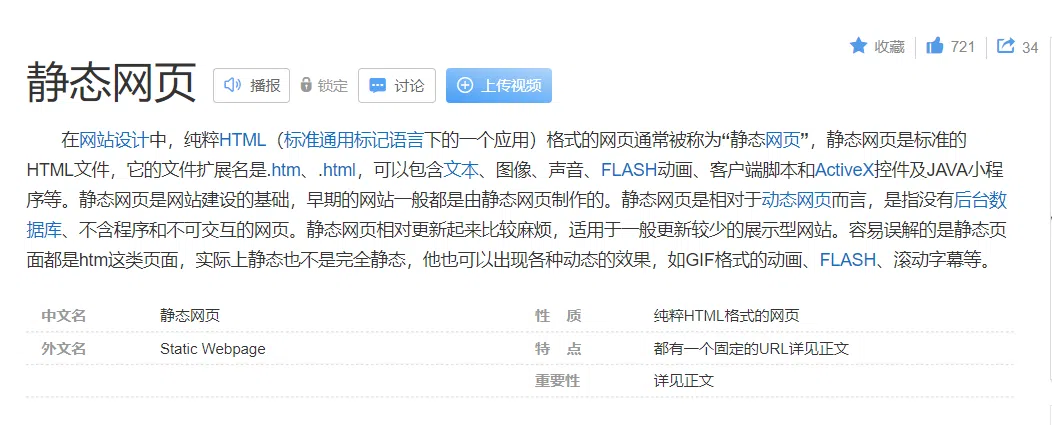 收藏 721 34
静态网页 播报 锁定 讨论 上传视频
在网站设计中，纯粹HTML（标准通用标记语言下的一个应用）格式的网页通常被称为“静态网页”，静态网页是标准的
HTML文件，它的文件扩展名是.htm、.html，可以包含文本、图像、声音、FLASH动画、客户端脚本和ActiveX控件及JAVA小程
序等。静态网页是网站建设的基础，早期的网站一般都是由静态网页制作的。静态网页是相对于动态网页而言，是指没有后台数
据库、不含程序和不可交互的网页。静态网页相对更新起来比较麻烦，适用于一般更新较少的展示型网站。容易误解的是静态页
面都是htm这类页面，实际上静态也不是完全静态，他也可以出现各种动态的效果，如GIF格式的动画、FLASH、滚动字幕等。
中文名 静态网页 性 质 纯粹HTML格式的网页
外文名 Static Webpage 特 点 都有一个固定的URL详见正文
重要性 详见正文